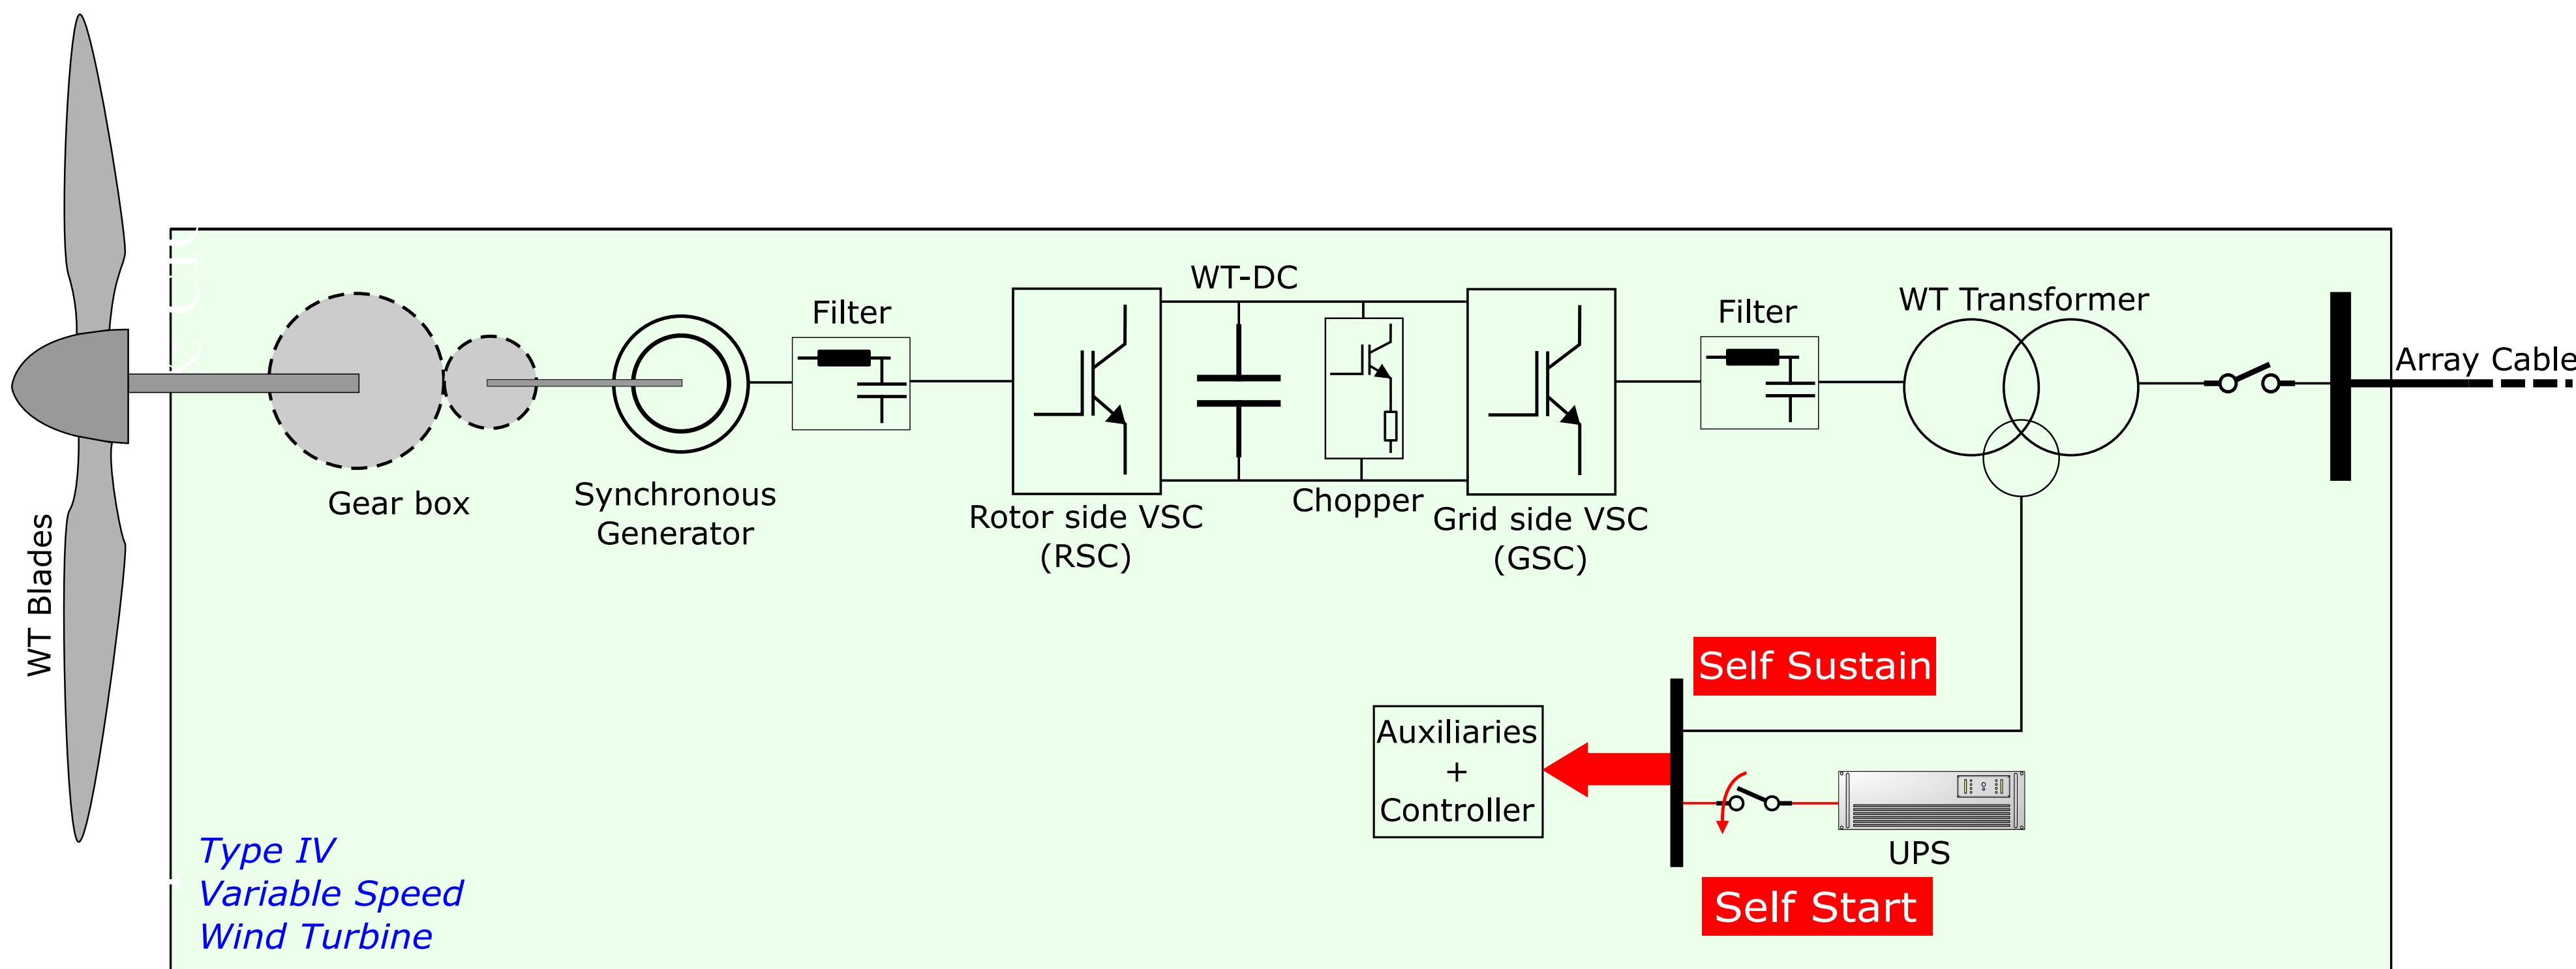 WT-DC
Filter
Filter
WT Transformer
Array Cable
Gear box
Synchronous
Generator
Rotor side VSC
(RSC)
Chopper
Grid side VSC
(GSC)
WT Blades
Self Sustain
Auxiliaries
+
Controller
UPS
Self Start
Type IV
Variable Speed
Wind Turbine